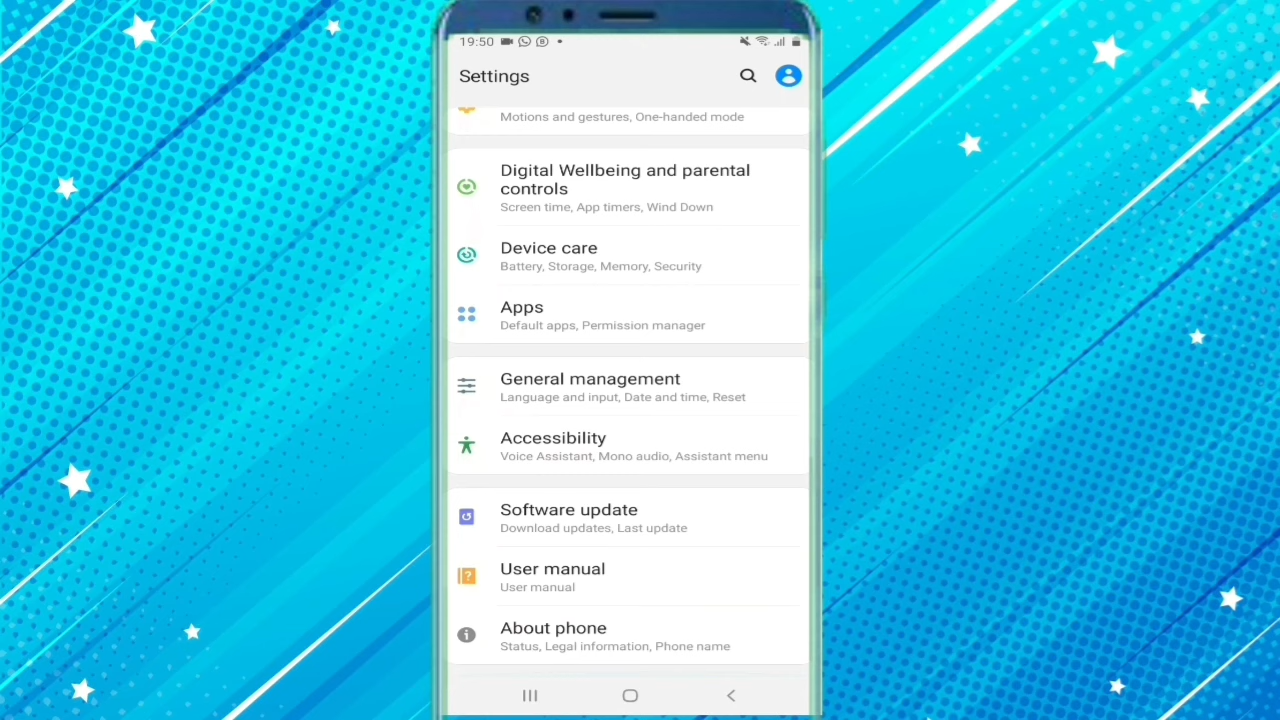 19:50
Settings
Motions and gestures, One-handed mode
Digital Wellbeing and parental
controls
Screen time, App timers, Wind Down
Device care
Battery, Storage, Memory, Security
Apps
Default apps, Permission manager
General management
Language and input, Date and time, Reset
Accessibility
Voice Assistant, Mono audio, Assistant menu
Software update
Download updates, Last update
User manual
User manual
About phone
Status, Legal information, Phone name